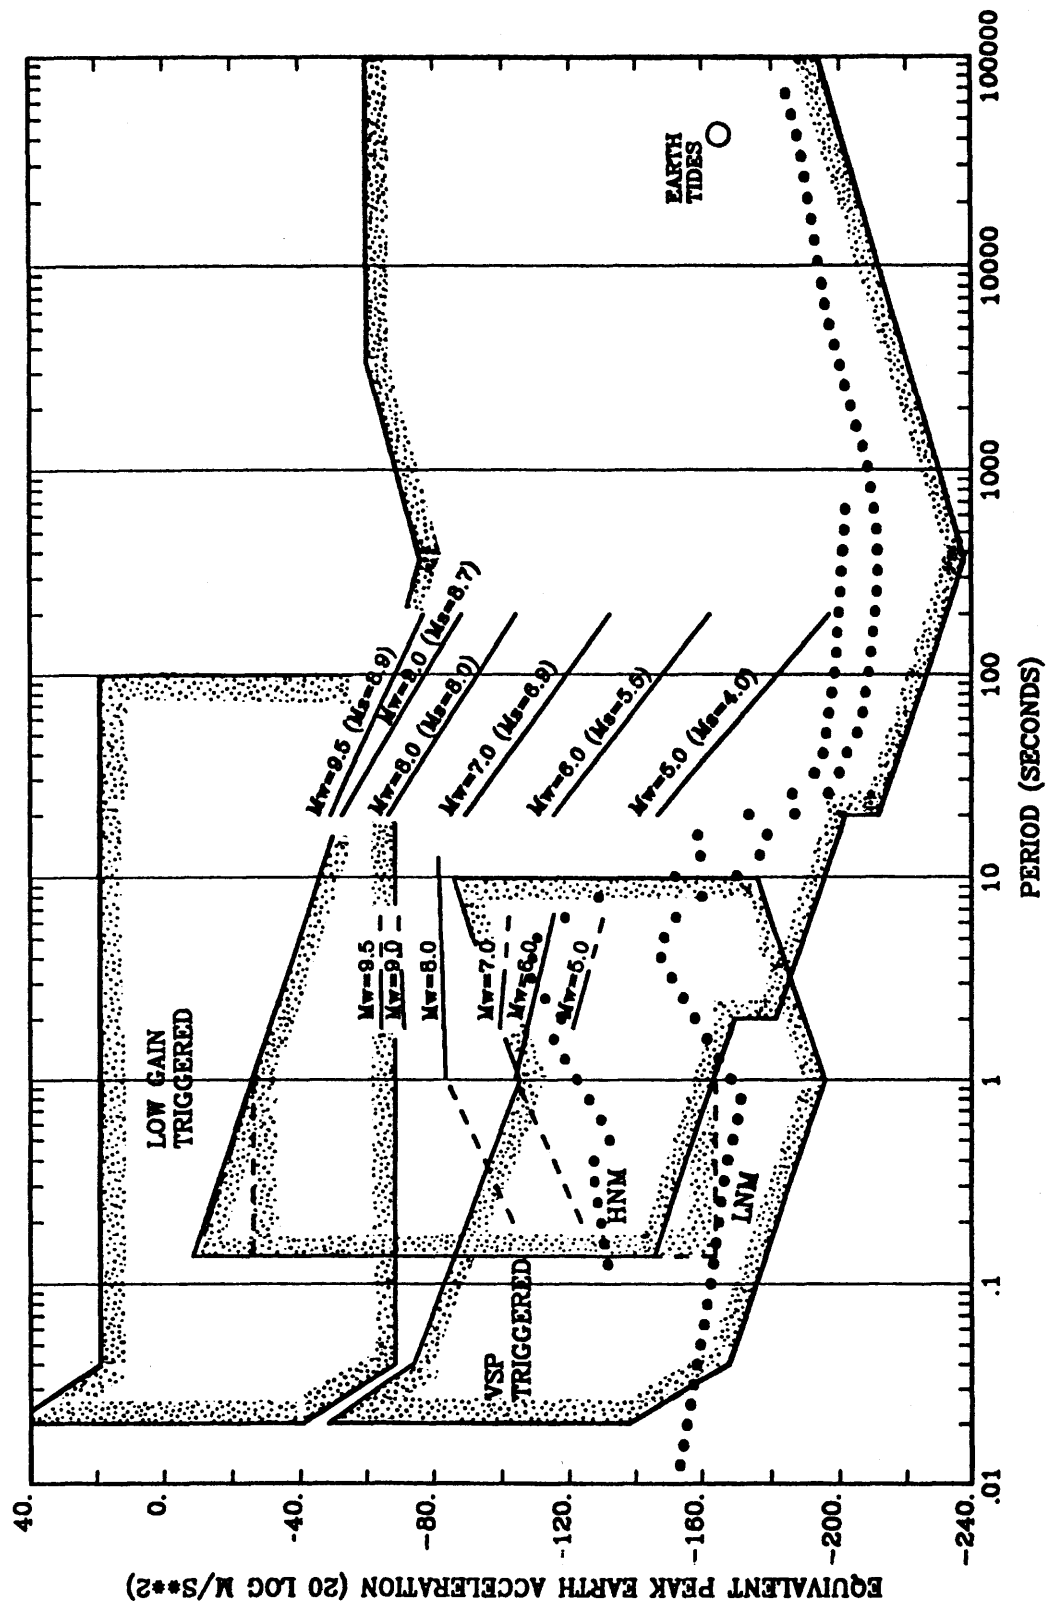 EQUIVALENT PEAK EARTH ACCELERATION (20 LOG M/S**2)
40.
0.
-40.
-80.
-120.
-160.
-200.
-240.
LOW GAIN
TRIGGERED
VSP
TRIGGERED
HNM
LNM
Mw=9.5
Mw=9.0
Mw=8.0
Mw=7.0
Mw=6.0
Mw=5.0
Mw=9.5 (Ms=8.9)
Mw=9.0 (Ms=8.7)
Mw=8.0 (Ms=8.0)
Mw=7.0 (Ms=6.9)
Mw=6.0 (Ms=5.6)
Mw=5.0 (Ms=4.0)
EARTH
TIDES
.01
.1
1
10
100
1000
10000
100000
PERIOD (SECONDS)